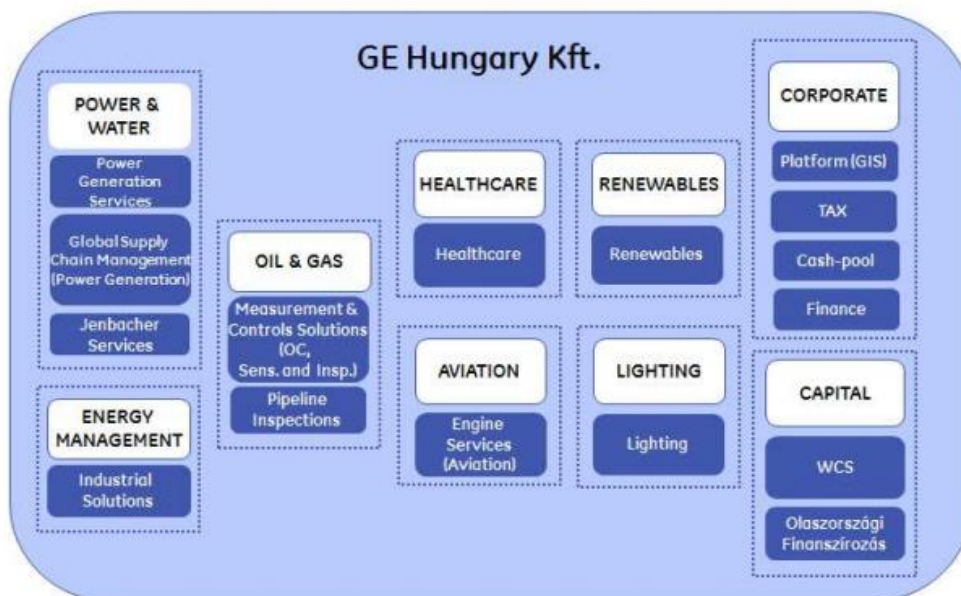 GE Hungary Kft.
POWER &
WATER
Power
Generation
Services
Global Supply
Chain Management
(Power Generation)
Jenbacher
Services
ENERGY
MANAGEMENT
Industrial
Solutions
OIL & GAS
Measurement &
Controls Solutions
(OC,
Sens. and Insp.)
Pipeline
Inspections
HEALTHCARE
Healthcare
RENEWABLES
Renewables
AVIATION
Engine
Services
(Aviation)
LIGHTING
Lighting
CORPORATE
Platform (GIS)
TAX
Cash-pool
Finance
CAPITAL
WCS
Olaszországi
Finanszírozás